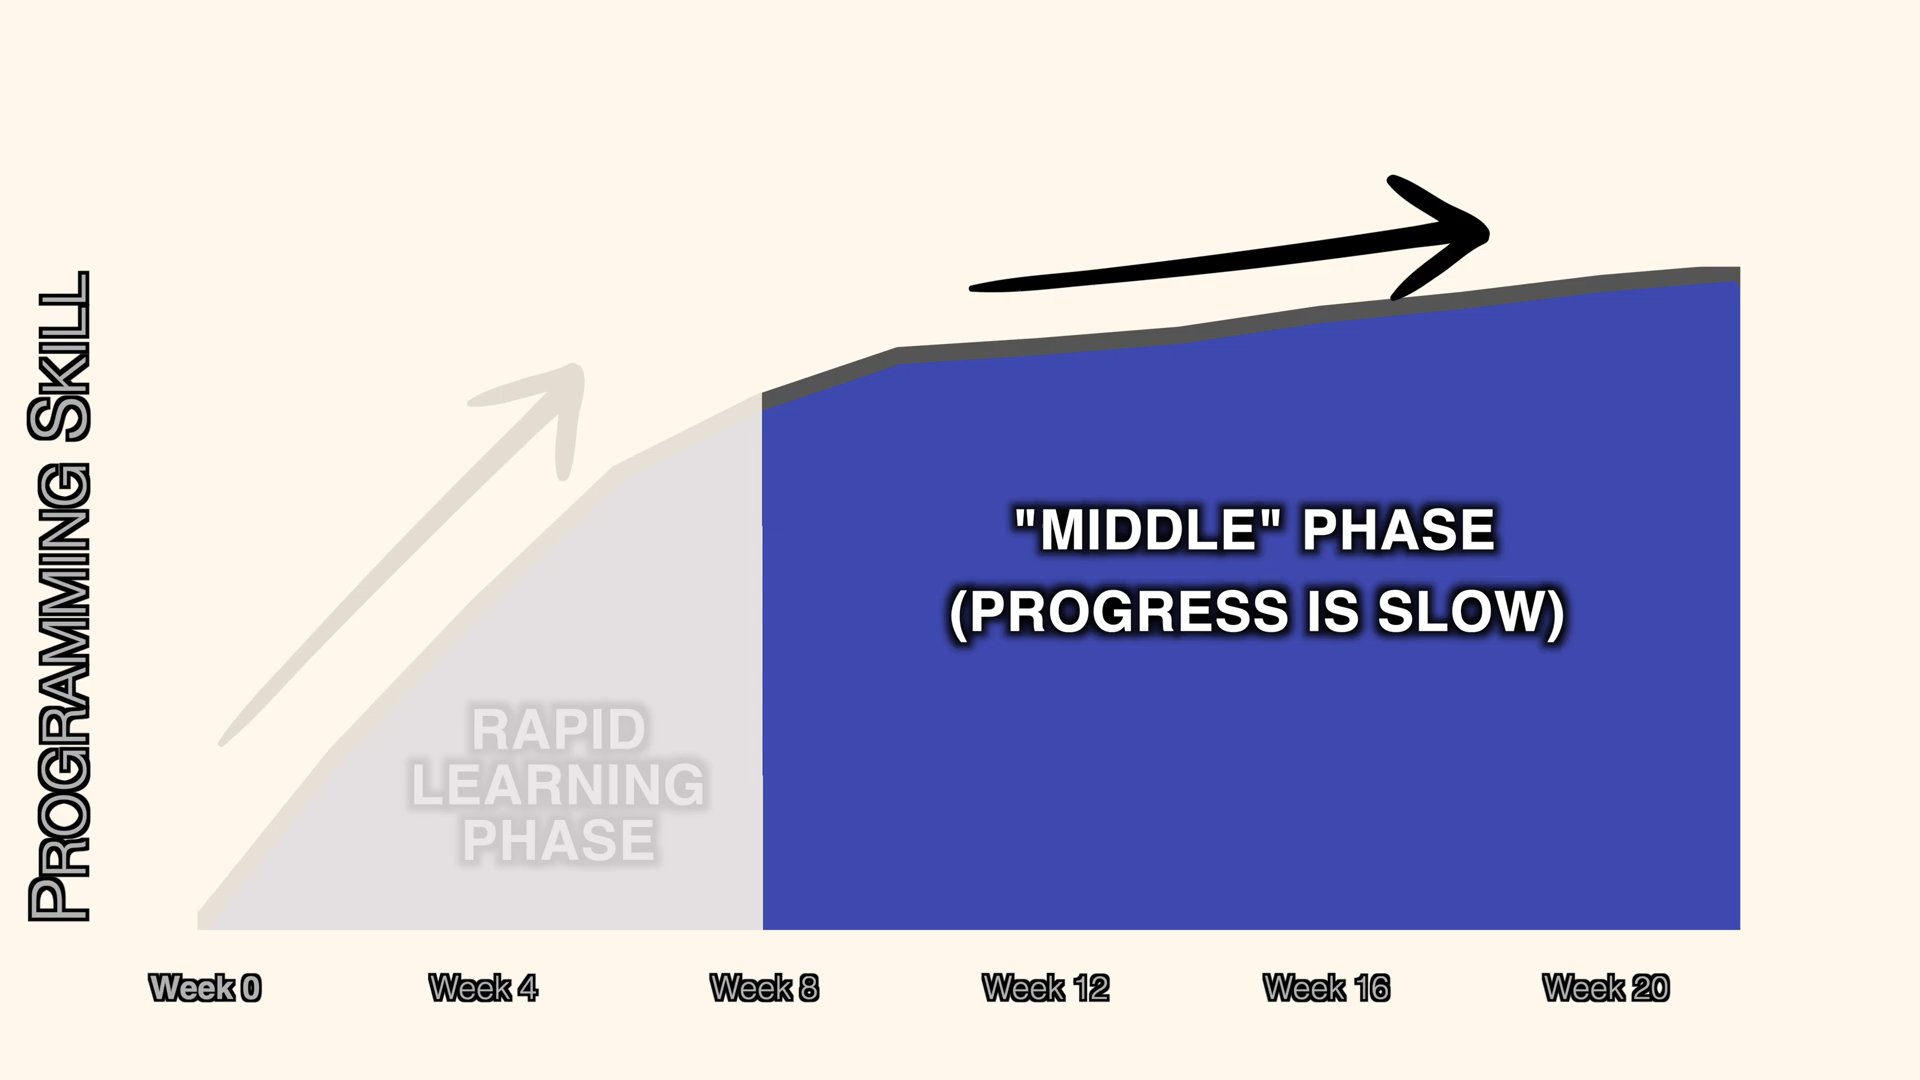 PROGRAMMING SKILL
RAPID
LEARNING
PHASE
"MIDDLE" PHASE
(PROGRESS IS SLOW)
Week 0
Week 4
Week 8
Week 12
Week 16
Week 20